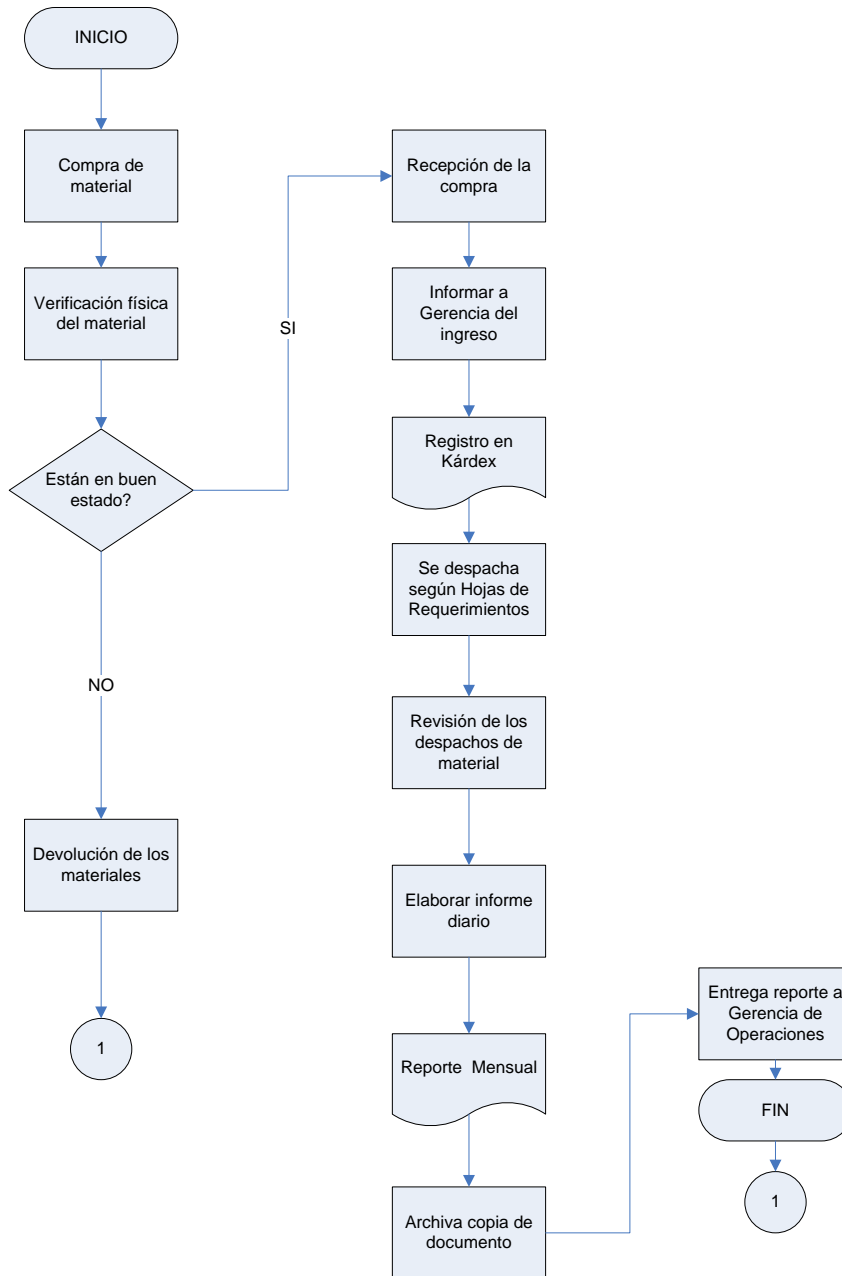 INICIO
Compra de
material
Verificación física
del material
Están en buen
estado?
SI
NO
Devolución de los
materiales
1
Recepción de la
compra
Informar a
Gerencia del
ingreso
Registro en
Kárdex
Se despacha
según Hojas de
Requerimientos
Revisión de los
despachos de
material
Elaborar informe
diario
Reporte Mensual
Archiva copia de
documento
Entrega reporte a
Gerencia de
Operaciones
FIN
1